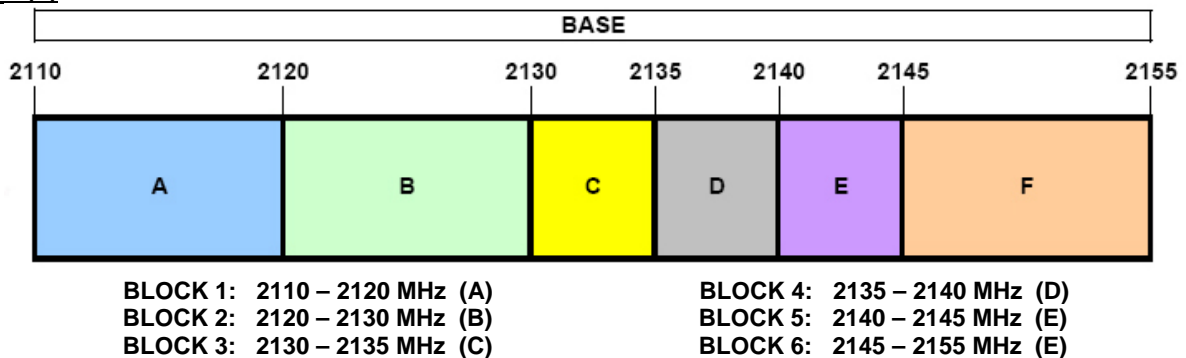 BASE
2110 2120 2130 2135 2140 2145 2155
A B C D E F
BLOCK 1: 2110 – 2120 MHz (A)
BLOCK 2: 2120 – 2130 MHz (B)
BLOCK 3: 2130 – 2135 MHz (C)
BLOCK 4: 2135 – 2140 MHz (D)
BLOCK 5: 2140 – 2145 MHz (E)
BLOCK 6: 2145 – 2155 MHz (E)